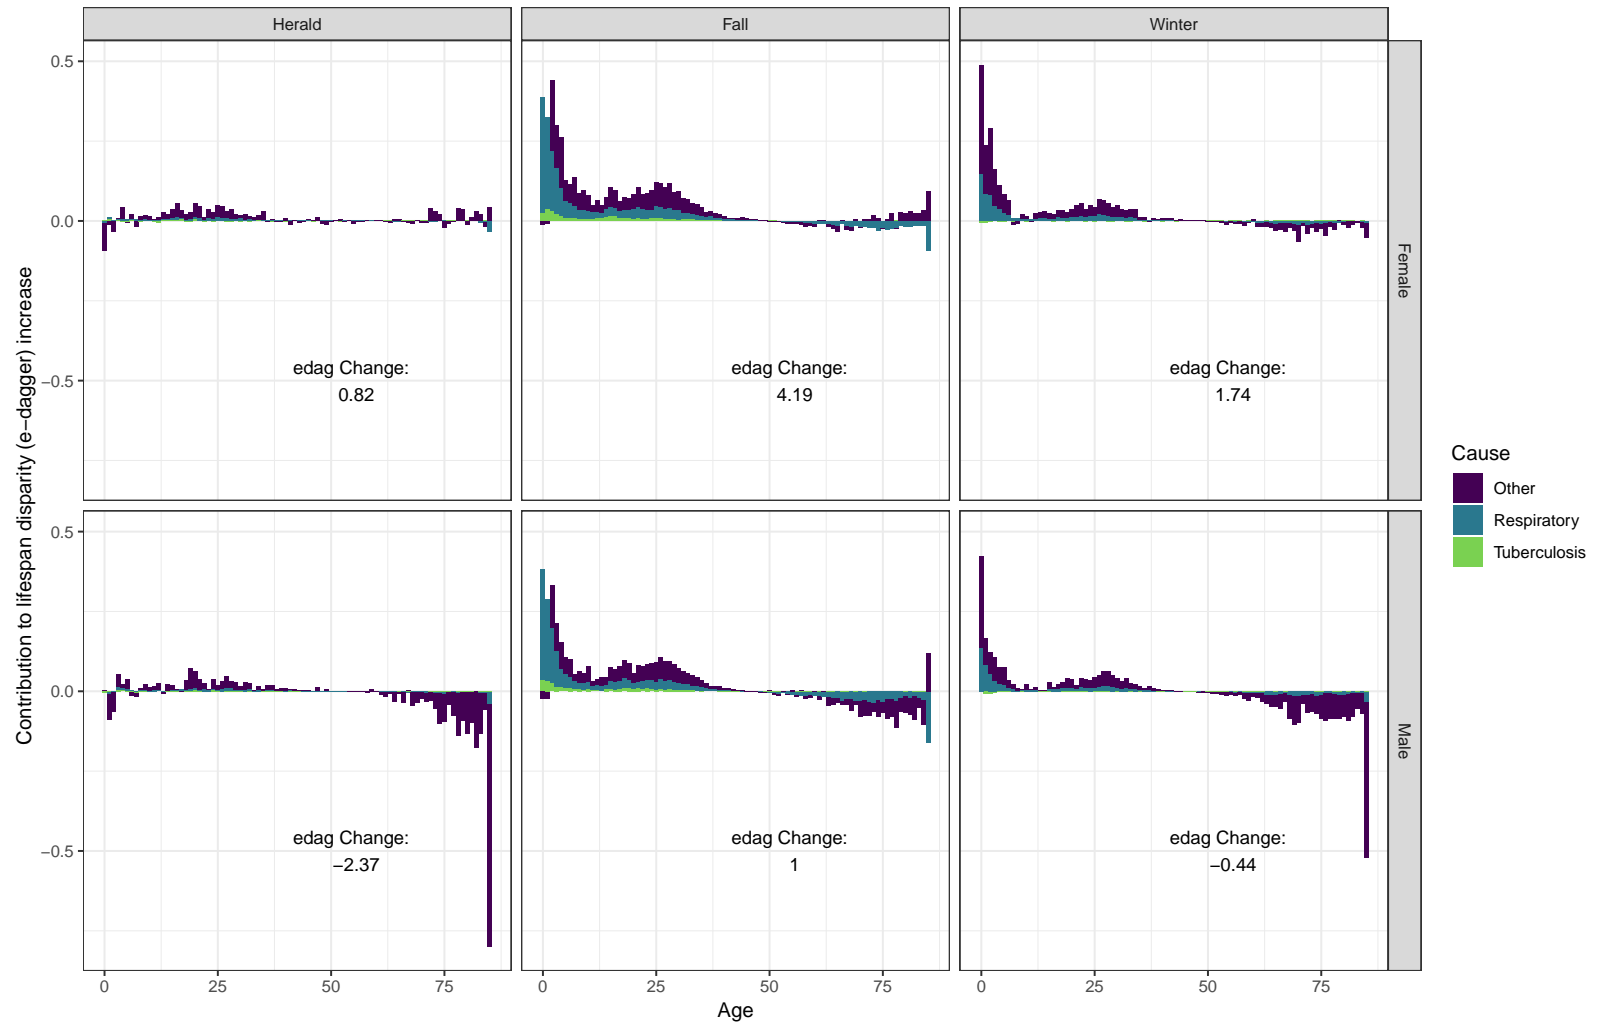 Herald
Fall
Winter
Contribution to lifespan disparity (e−dagger) increase
0.5
0.0
−0.5
edag Change:
0.82
edag Change:
4.19
edag Change:
1.74
Female
0.5
0.0
−0.5
edag Change:
−2.37
edag Change:
1
edag Change:
−0.44
Male
0
25
50
75
0
25
50
75
0
25
50
75
Age
Cause
Other
Respiratory
Tuberculosis